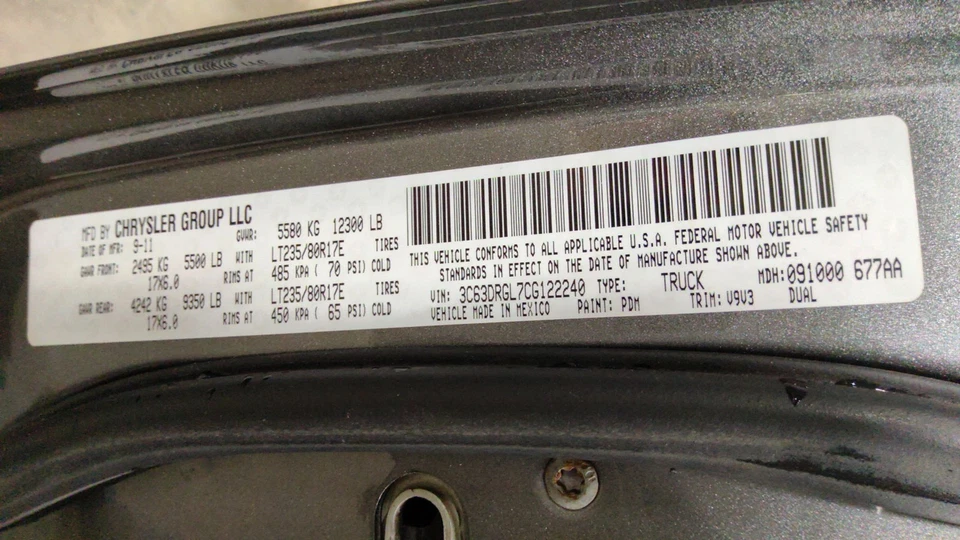 MFD BY CHRYSLER GROUP LLC
DATE OF MFR: 9-11 GVWR: 5580 KG 12300 LB
GAWR FRONT: 2495 KG 5500 LB WITH LT235/80R17E TIRES
17X6.0 RIMS AT 485 KPA ( 70 PSI) COLD
GAWR REAR: 4242 KG 9350 LB WITH LT235/80R17E TIRES
17X6.0 RIMS AT 450 KPA ( 65 PSI) COLD
THIS VEHICLE CONFORMS TO ALL APPLICABLE U.S.A. FEDERAL MOTOR VEHICLE SAFETY
STANDARDS IN EFFECT ON THE DATE OF MANUFACTURE SHOWN ABOVE.
VIN: 3C63DRGL7CG122240 TYPE: TRUCK MDH: 091000 677AA
VEHICLE MADE IN MEXICO PAINT: PDM TRIM: V9V3 DUAL